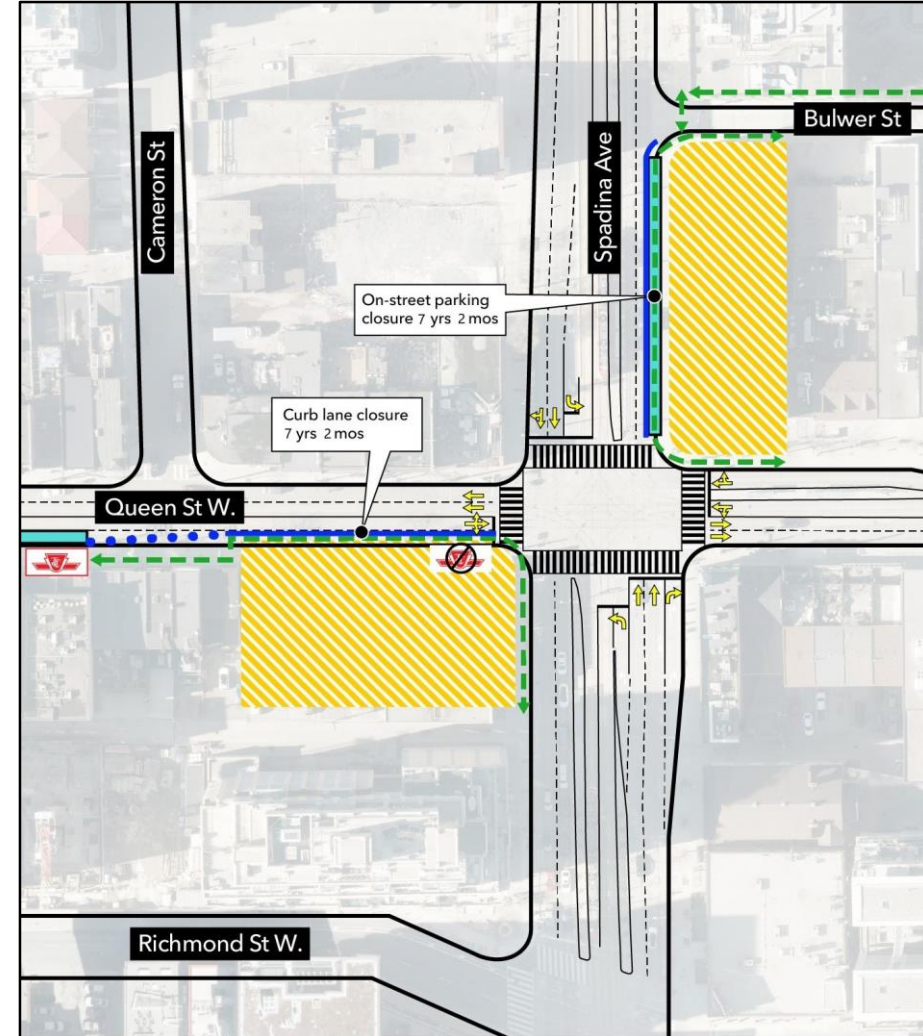 Bulwer St
Cameron St
Spadina Ave
On-street parking
closure 7 yrs 2 mos
Curb lane closure
7 yrs 2 mos
Queen St W.
Richmond St W.